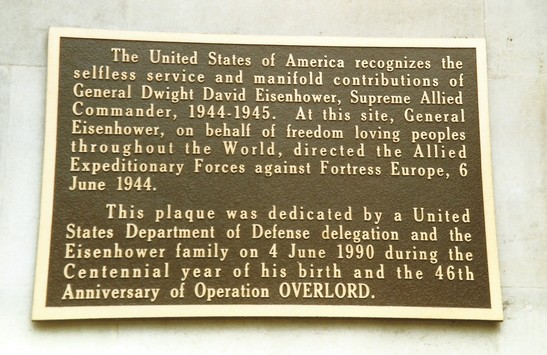 The United States of America recognizes the
selfless service and manifold contributions of
General Dwight David Eisenhower, Supreme Allied
Commander, 1944-1945. At this site, General
Eisenhower, on behalf of freedom loving peoples
throughout the World, directed the Allied
Expeditionary Forces against Fortress Europe, 6
June 1944.
This plaque was dedicated by a United
States Department of Defense delegation and the
Eisenhower family on 4 June 1990 during the
Centennial year of his birth and the 46th
Anniversary of Operation OVERLORD.